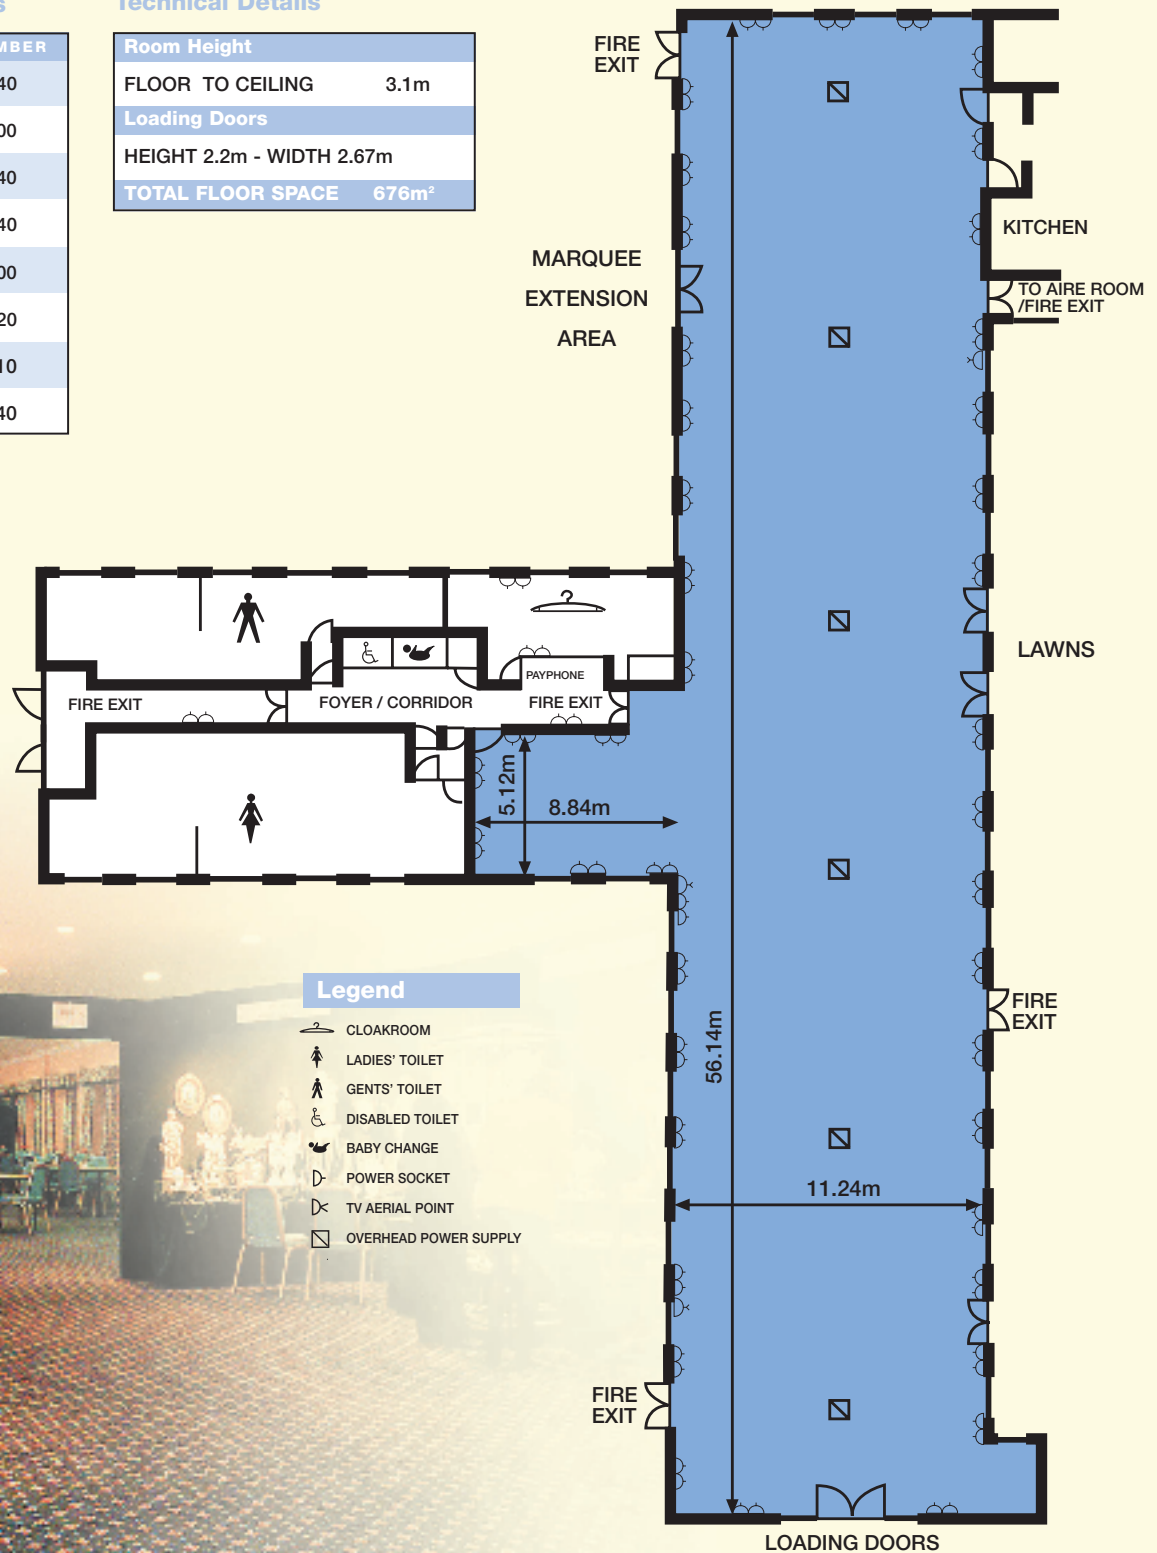 Technical Details
MBER
40
00
40
40
00
20
10
40
Room Height
FLOOR TO CEILING 3.1m
Loading Doors
HEIGHT 2.2m - WIDTH 2.67m
TOTAL FLOOR SPACE 676m²
FIRE
EXIT
KITCHEN
MARQUEE
EXTENSION
AREA
TO AIRE ROOM
/FIRE EXIT
LAWNS
PAYPHONE
FIRE EXIT
FOYER / CORRIDOR
FIRE EXIT
5.12m
8.84m
56.14m
11.24m
FIRE
EXIT
Legend
CLOAKROOM
LADIES' TOILET
GENTS' TOILET
DISABLED TOILET
BABY CHANGE
POWER SOCKET
TV AERIAL POINT
OVERHEAD POWER SUPPLY
FIRE
EXIT
LOADING DOORS